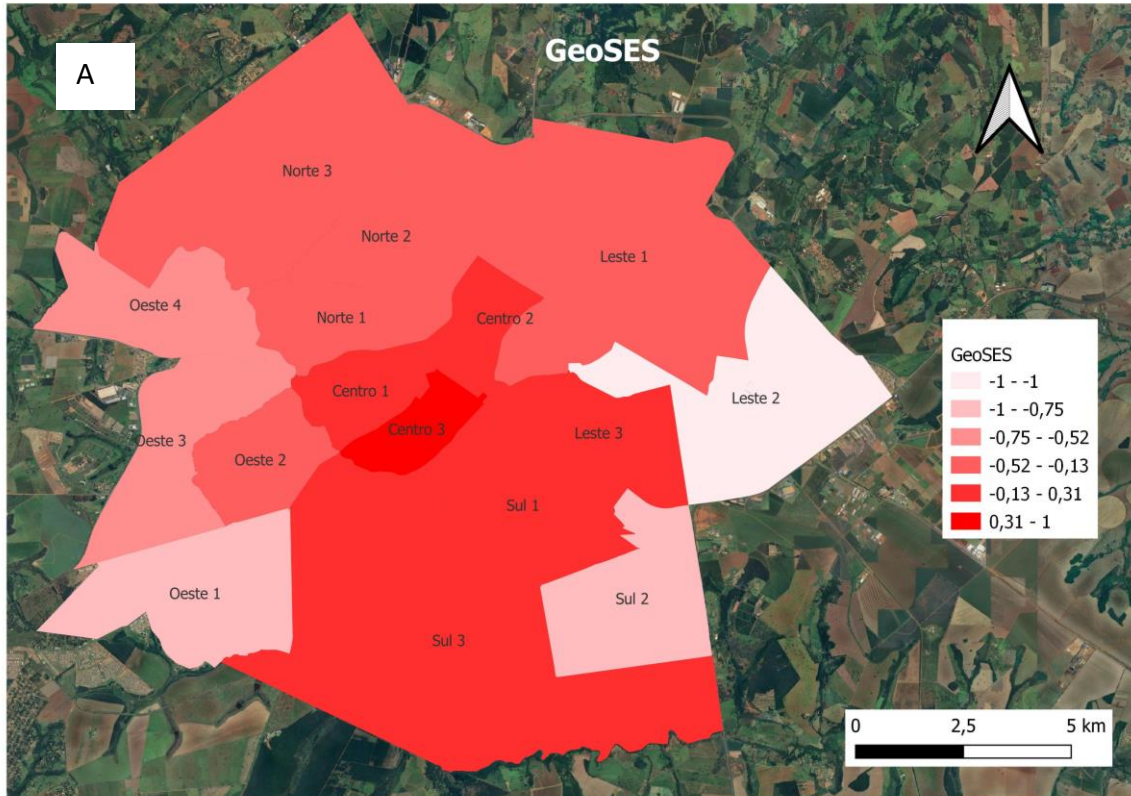 A
GeoSES
Norte 3
Norte 2
Leste 1
Oeste 4
Norte 1
Centro 2
Centro 1
Leste 2
Centro 3
Leste 3
Oeste 3
Oeste 2
Sul 1
Oeste 1
Sul 2
Sul 3
GeoSES
-1 - -1
-1 - -0,75
-0,75 - -0,52
-0,52 - -0,13
-0,13 - 0,31
0,31 - 1
0 2,5 5 km